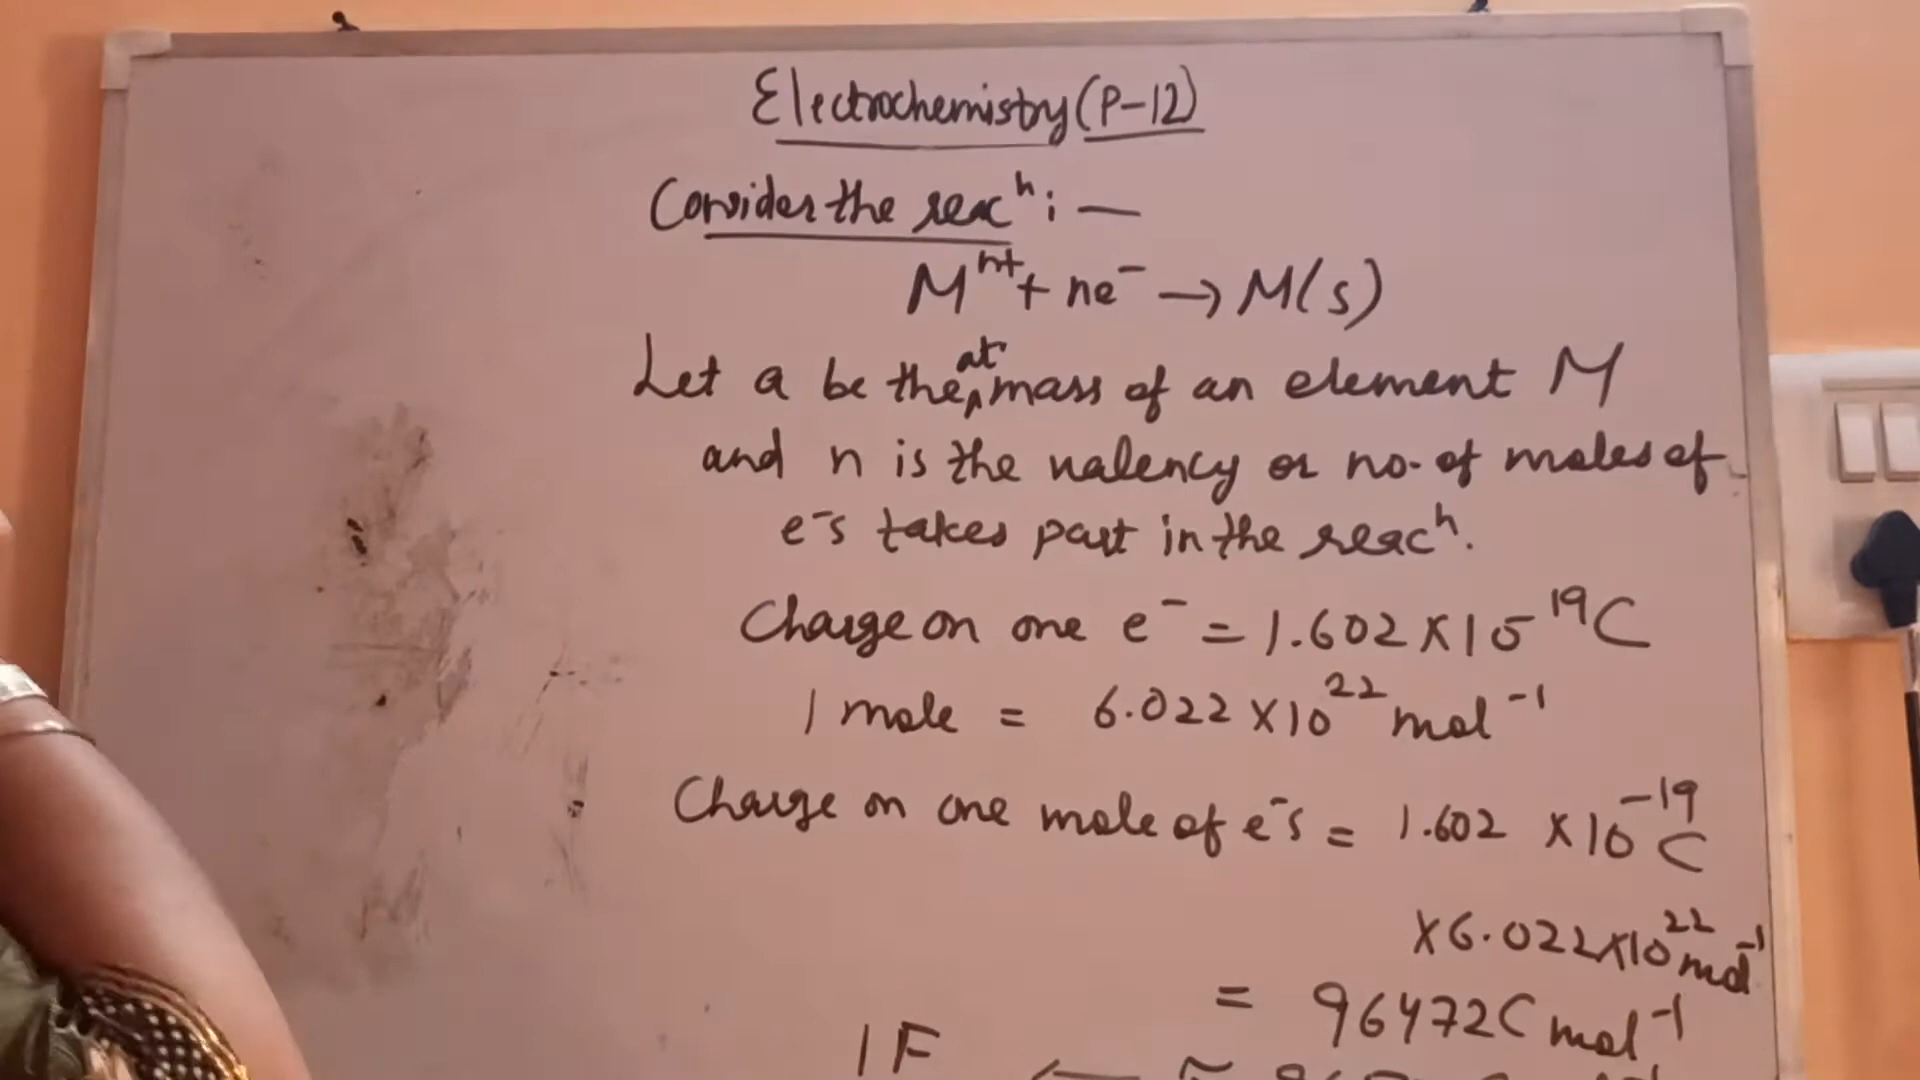 Electrochemistry (P-12)
Consider the reacⁿ : —
Mⁿ⁺ + ne⁻ → M(s)
Let a be the at. mass of an element M
and n is the valency or no. of moles of
e⁻s takes part in the reacⁿ.
Charge on one e⁻ = 1.602 X 10⁻¹⁹ C
1 mole = 6.022 X 10²² mol⁻¹
Charge on one mole of e⁻s = 1.602 X 10⁻¹⁹ C
X 6.022 X 10²² mol⁻¹
= 96472 C mol⁻¹
1 F ← ≈